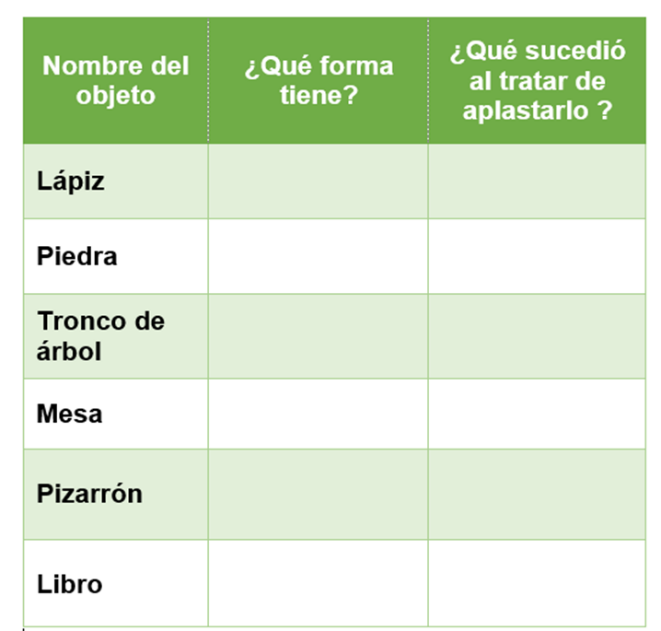 Nombre del
objeto
¿Qué forma
tiene?
¿Qué sucedió
al tratar de
aplastarlo ?
Lápiz
Piedra
Tronco de
árbol
Mesa
Pizarrón
Libro